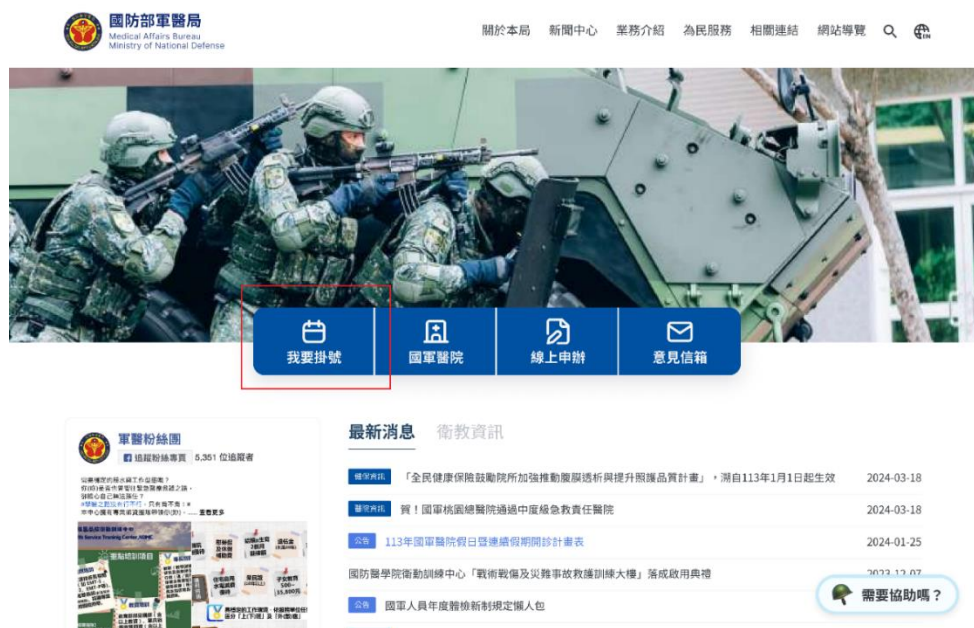 國防部軍醫局
Medical Affairs Bureau
Ministry of National Defense
關於本局 新聞中心 業務介紹 為民服務 相關連結 網站導覽 EN
我要掛號 國軍醫院 線上申辦 意見信箱
軍醫粉絲團
追蹤粉絲專頁 5,351 位追蹤者
查看更多
最新消息 衛教資訊
健保資訊 「全民健康保險鼓勵院所加強推動腹膜透析與提升照護品質計畫」，溯自113年1月1日起生效 2024-03-18
醫院資訊 賀！國軍桃園總醫院通過中度級急救責任醫院 2024-03-18
公告 113年國軍醫院假日暨連續假期開診計畫表 2024-01-25
國防醫學院衛勤訓練中心「戰術戰傷及災難事故救護訓練大樓」落成啟用典禮 2023-12-07
公告 國軍人員年度體檢新制規定懶人包
需要協助嗎？